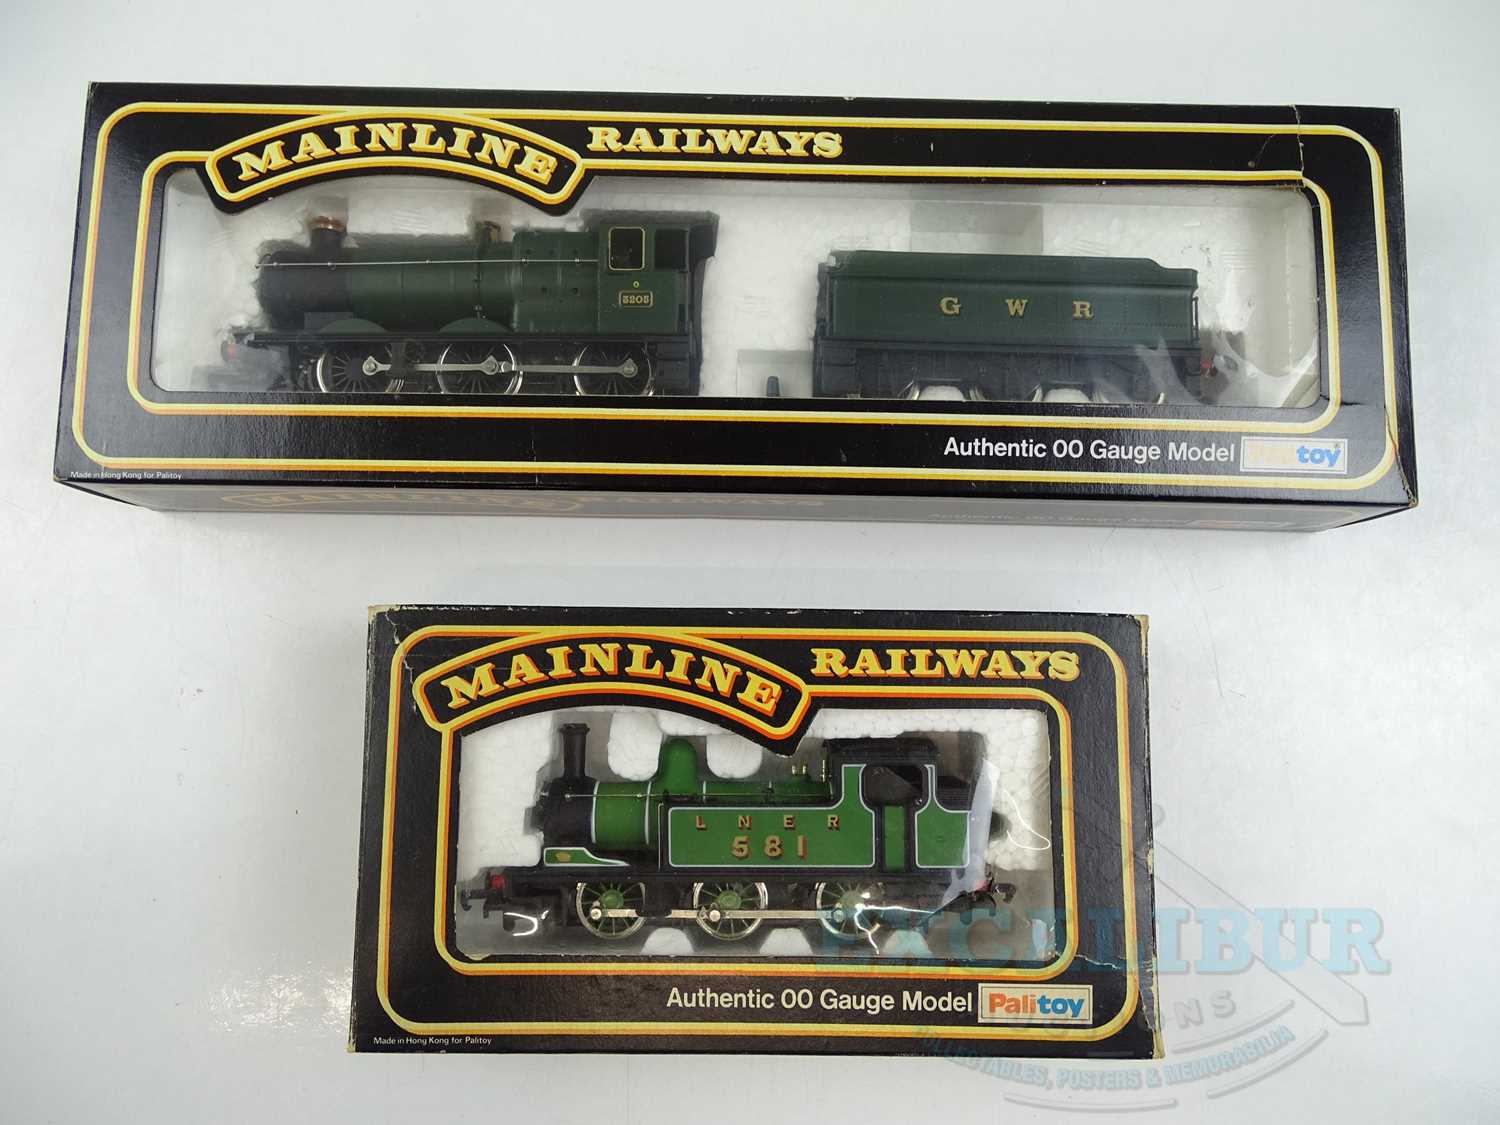 MAINLINE RAILWAYS
3205
G W R
Authentic 00 Gauge Model Palitoy
Made in Hong Kong for Palitoy
MAINLINE RAILWAYS
L N E R
581
Authentic 00 Gauge Model Palitoy
Made in Hong Kong for Palitoy
EXCALIBUR
AUCTIONS
COLLECTABLES, POSTERS & MEMORABILIA